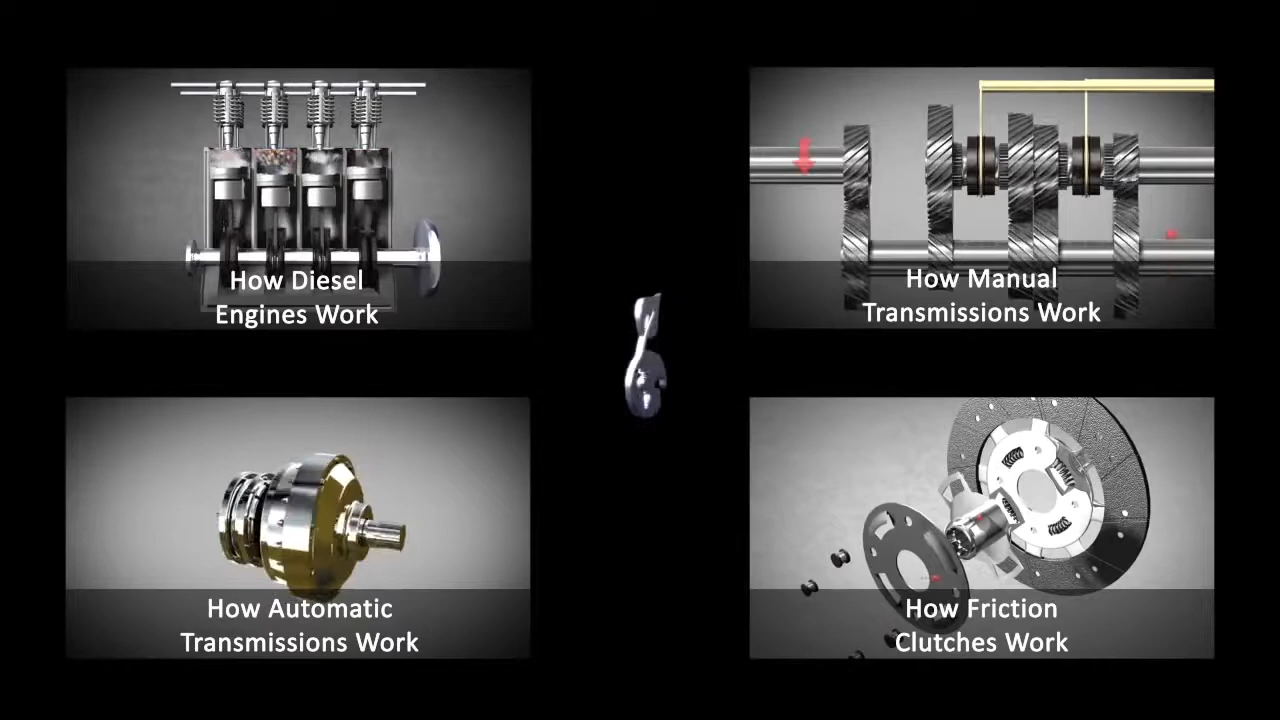 How Diesel
Engines Work
How Manual
Transmissions Work
How Automatic
Transmissions Work
How Friction
Clutches Work